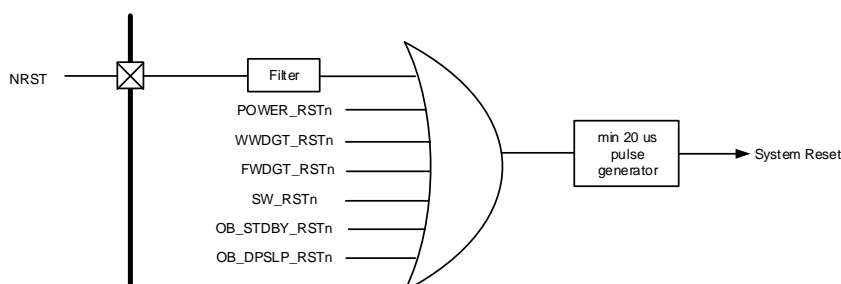 NRST
Filter
POWER_RSTn
WWDGT_RSTn
FWDGT_RSTn
SW_RSTn
OB_STDBY_RSTn
OB_DPSLP_RSTn
min 20 us
pulse
generator
System Reset